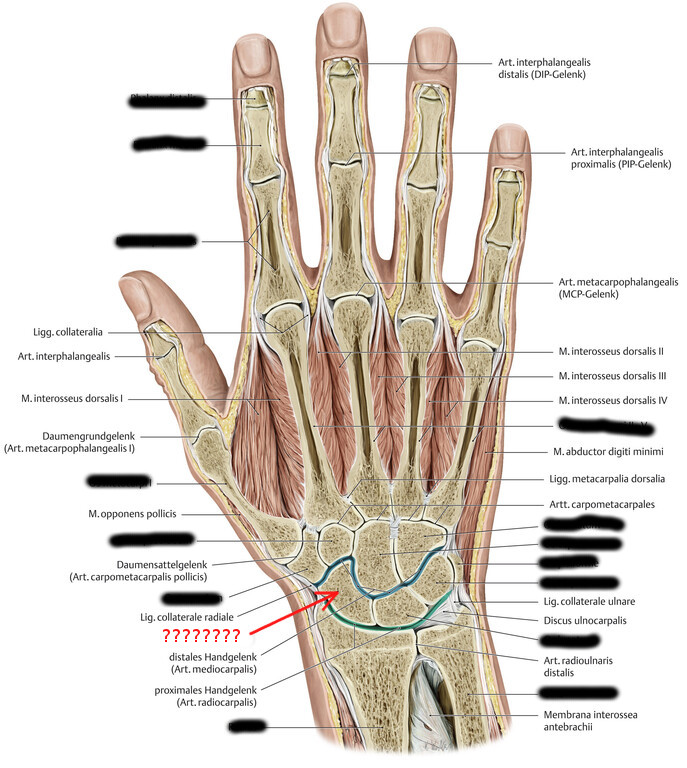 Art. interphalangealis
distalis (DIP-Gelenk)
Art. interphalangealis
proximalis (PIP-Gelenk)
Art. metacarpophalangealis
(MCP-Gelenk)
Ligg. collateralia
Art. interphalangealis
M. interosseus dorsalis II
M. interosseus dorsalis III
M. interosseus dorsalis I
M. interosseus dorsalis IV
Daumengrundgelenk
(Art. metacarpophalangealis I)
M. abductor digiti minimi
Ligg. metacarpalia dorsalia
Artt. carpometacarpales
M. opponens pollicis
Daumensattelgelenk
(Art. carpometacarpalis pollicis)
Lig. collaterale ulnare
Lig. collaterale radiale
Discus ulnocarpalis
????????
distales Handgelenk
(Art. mediocarpalis)
Art. radioulnaris
distalis
proximales Handgelenk
(Art. radiocarpalis)
Membrana interossea
antebrachii